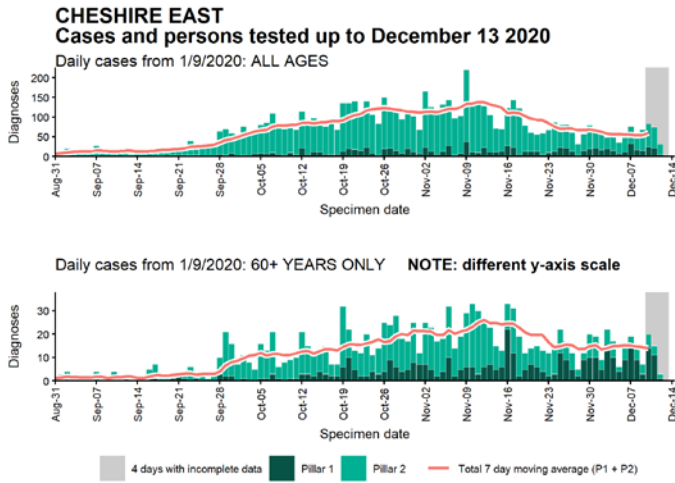 CHESHIRE EAST
Cases and persons tested up to December 13 2020
Daily cases from 1/9/2020: ALL AGES
Diagnoses
200
150
100
50
0
Aug-31 Sep-07 Sep-14 Sep-21 Sep-28 Oct-05 Oct-12 Oct-19 Oct-26 Nov-02 Nov-09 Nov-16 Nov-23 Nov-30 Dec-07 Dec-14
Specimen date
Daily cases from 1/9/2020: 60+ YEARS ONLY NOTE: different y-axis scale
Diagnoses
30
20
10
0
Aug-31 Sep-07 Sep-14 Sep-21 Sep-28 Oct-05 Oct-12 Oct-19 Oct-26 Nov-02 Nov-09 Nov-16 Nov-23 Nov-30 Dec-07 Dec-14
Specimen date
4 days with incomplete data Pillar 1 Pillar 2 Total 7 day moving average (P1 + P2)